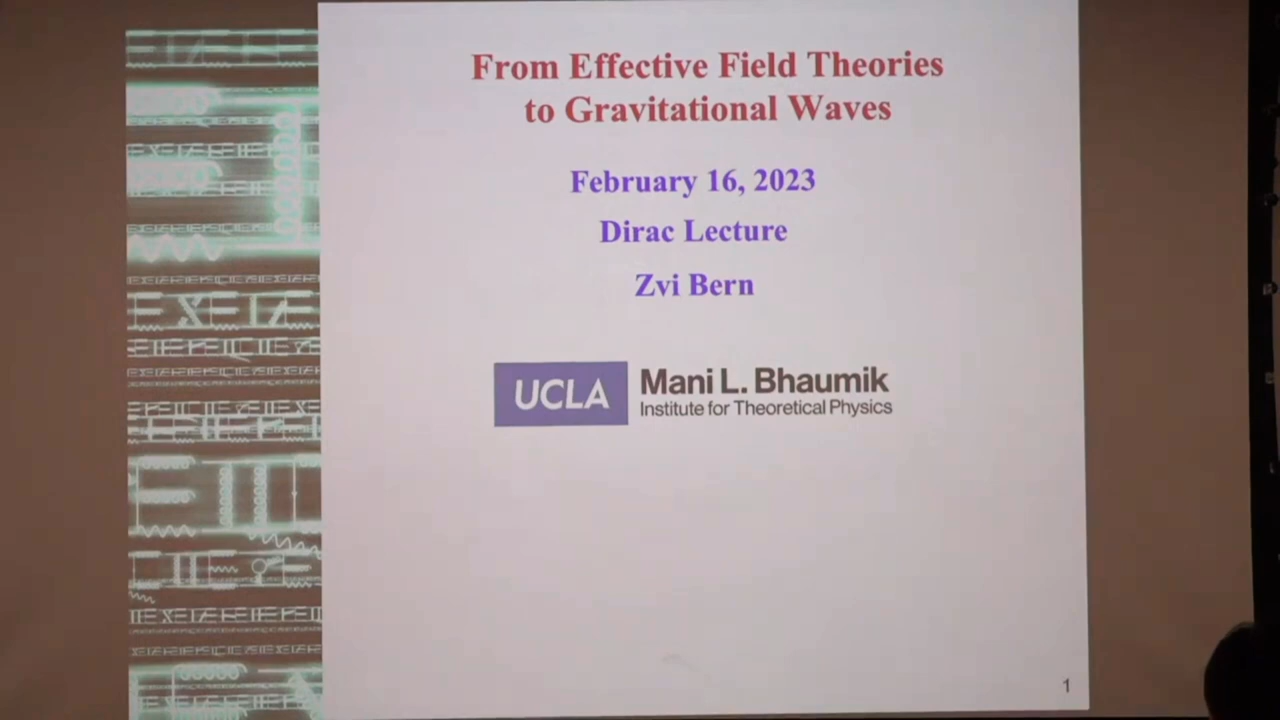 From Effective Field Theories
to Gravitational Waves
February 16, 2023
Dirac Lecture
Zvi Bern
UCLA
Mani L. Bhaumik
Institute for Theoretical Physics
1